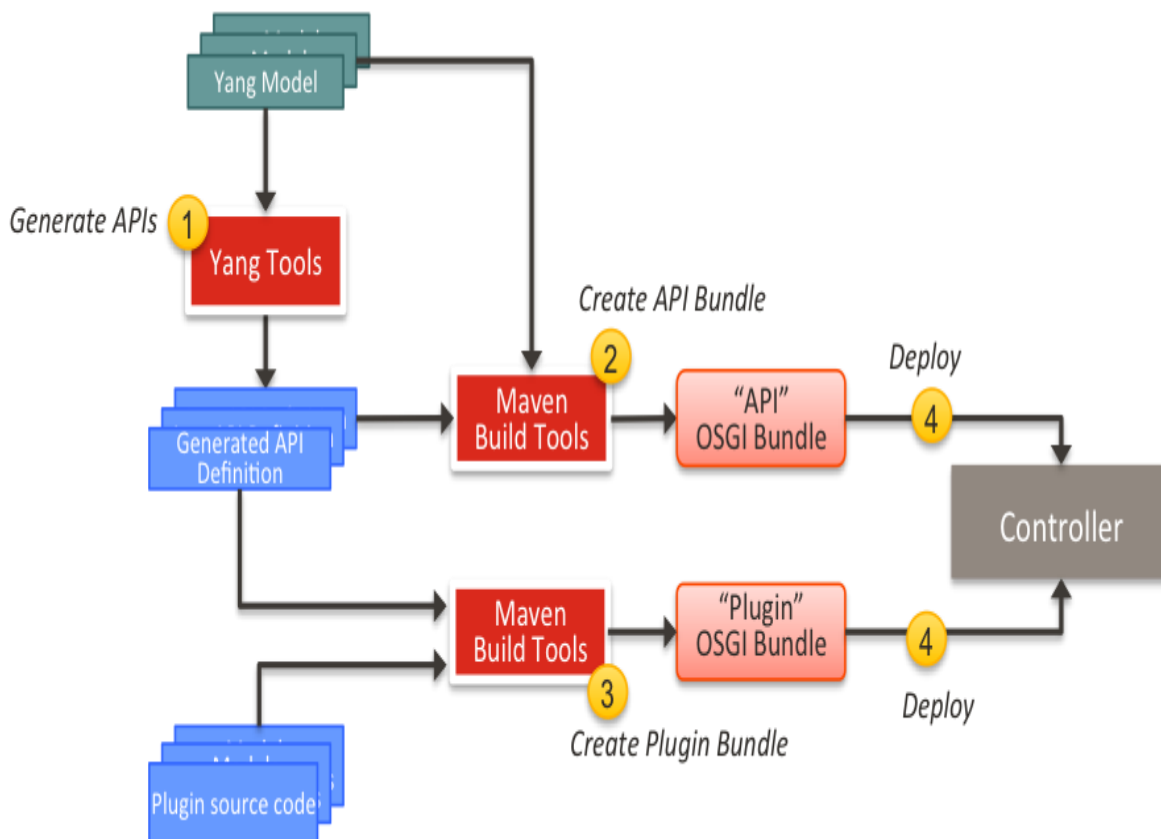 Yang Model
Generate APIs
1
Yang Tools
Create API Bundle
2
Deploy
Maven
Build Tools
“API”
OSGI Bundle
4
Generated API
Definition
Controller
Maven
Build Tools
“Plugin”
OSGI Bundle
4
3
Deploy
Create Plugin Bundle
Plugin source code